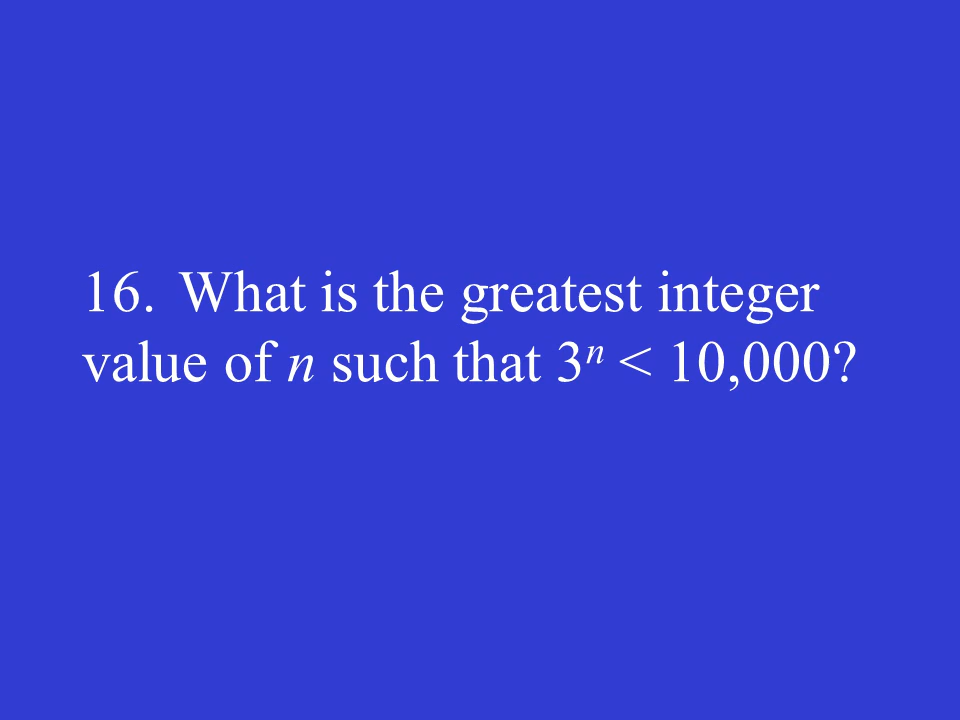 16. What is the greatest integer
value of n such that 3ⁿ < 10,000?